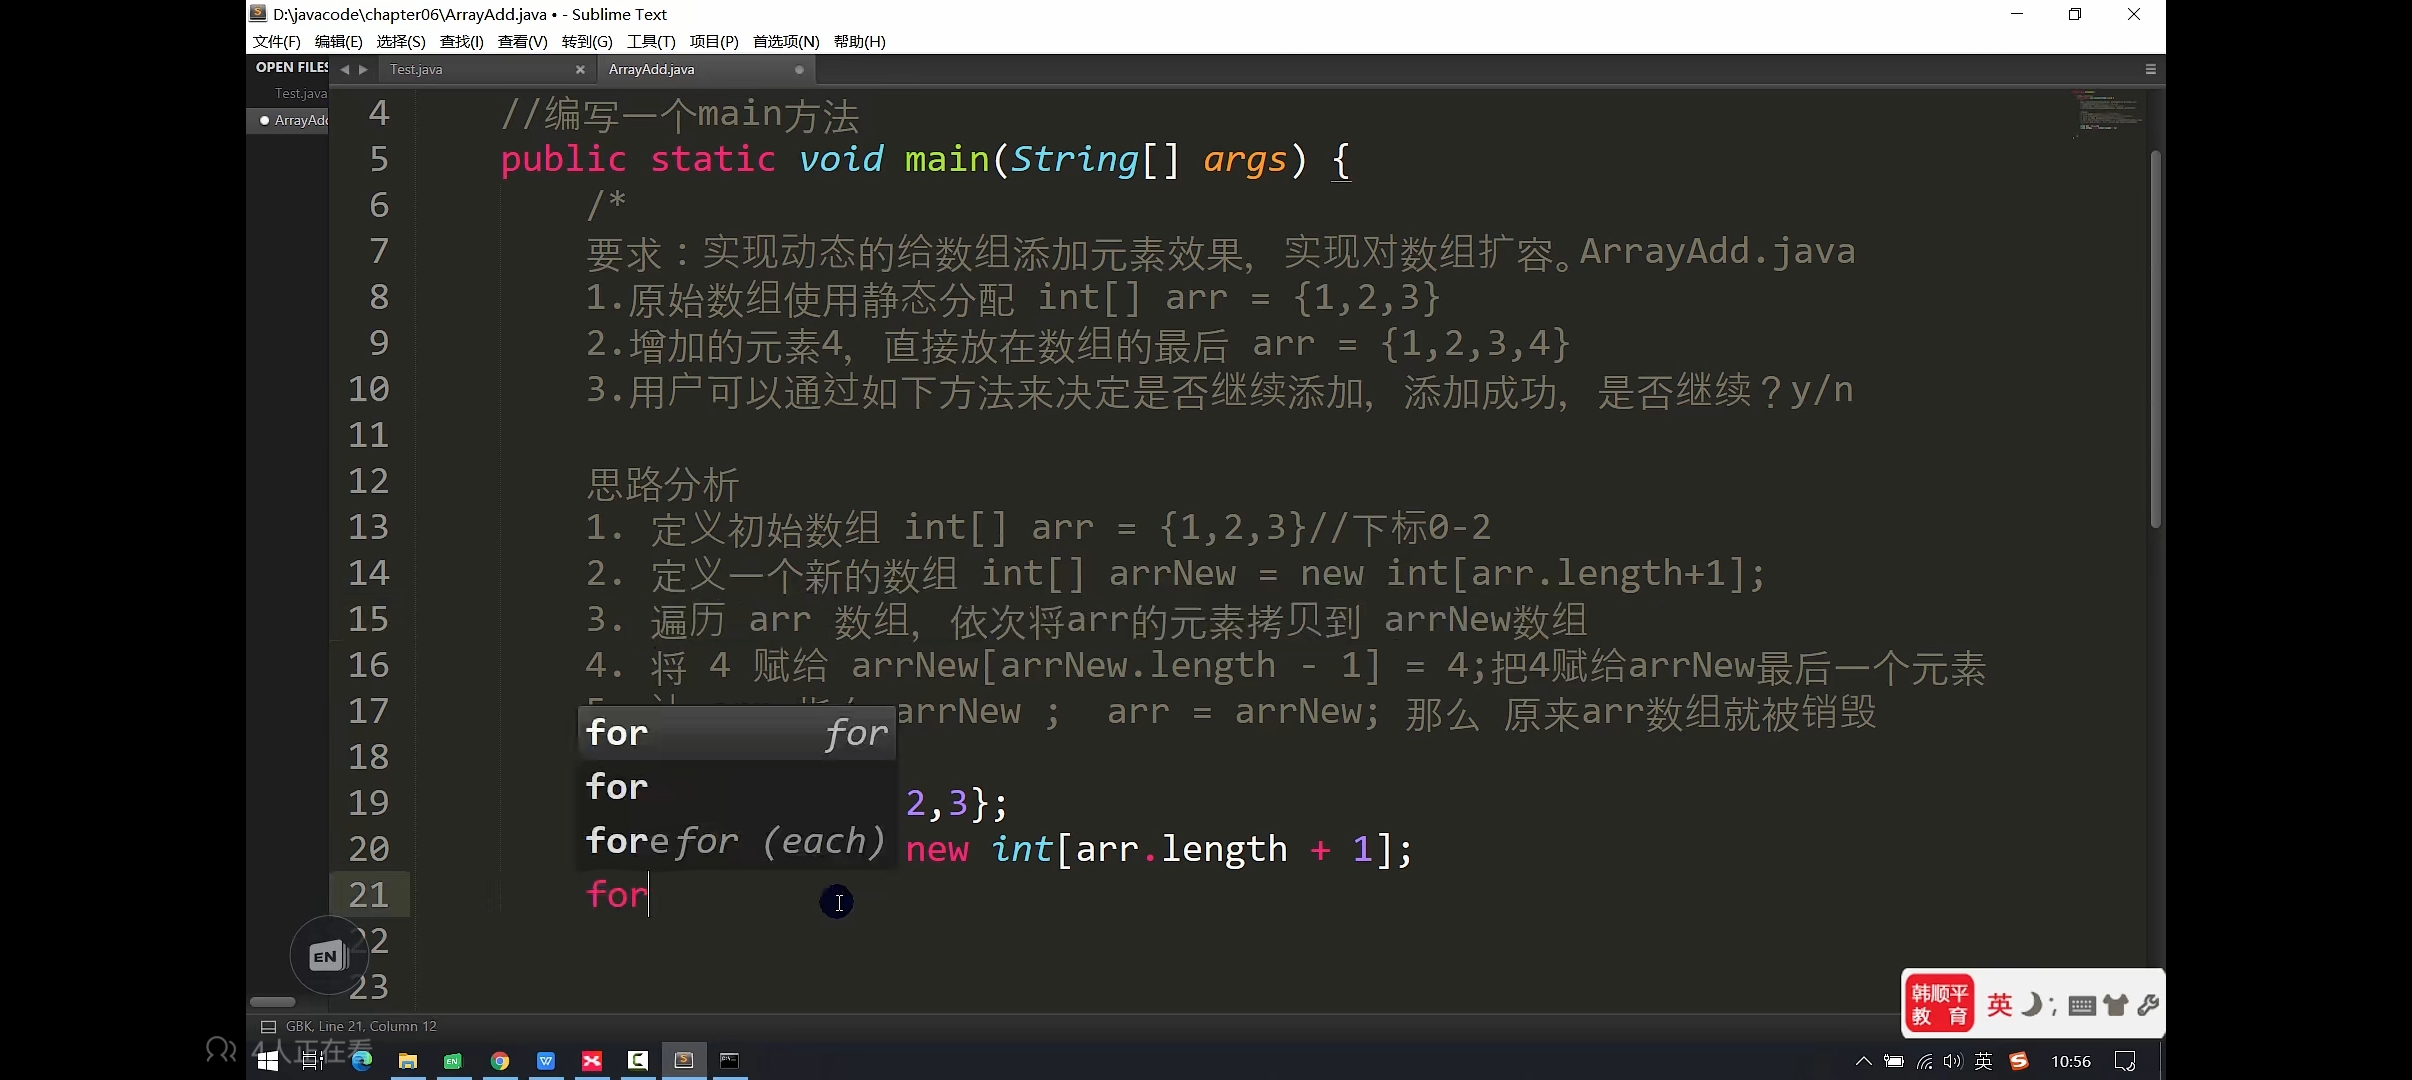 D:\javacode\chapter06\ArrayAdd.java • - Sublime Text
文件(F) 编辑(E) 选择(S) 查找(I) 查看(V) 转到(G) 工具(T) 项目(P) 首选项(N) 帮助(H)
OPEN FILES
Test.java
ArrayAdd.java
Test.java
ArrayAdd
4 //编写一个main方法
5 public static void main(String[] args) {
6 /*
7 要求：实现动态的给数组添加元素效果，实现对数组扩容。ArrayAdd.java
8 1.原始数组使用静态分配 int[] arr = {1,2,3}
9 2.增加的元素4，直接放在数组的最后 arr = {1,2,3,4}
10 3.用户可以通过如下方法来决定是否继续添加，添加成功，是否继续？y/n
11
12 思路分析
13 1. 定义初始数组 int[] arr = {1,2,3}//下标0-2
14 2. 定义一个新的数组 int[] arrNew = new int[arr.length+1];
15 3. 遍历 arr 数组，依次将arr的元素拷贝到 arrNew数组
16 4. 将 4 赋给 arrNew[arrNew.length - 1] = 4;把4赋给arrNew最后一个元素
17 arrNew ; arr = arrNew; 那么 原来arr数组就被销毁
18
19 2,3};
20 new int[arr.length + 1];
21 for
22
23
for for
for
fore for (each)
EN
韩顺平
教 育
英
GBK, Line 21, Column 12
4人正在看
英
10:56